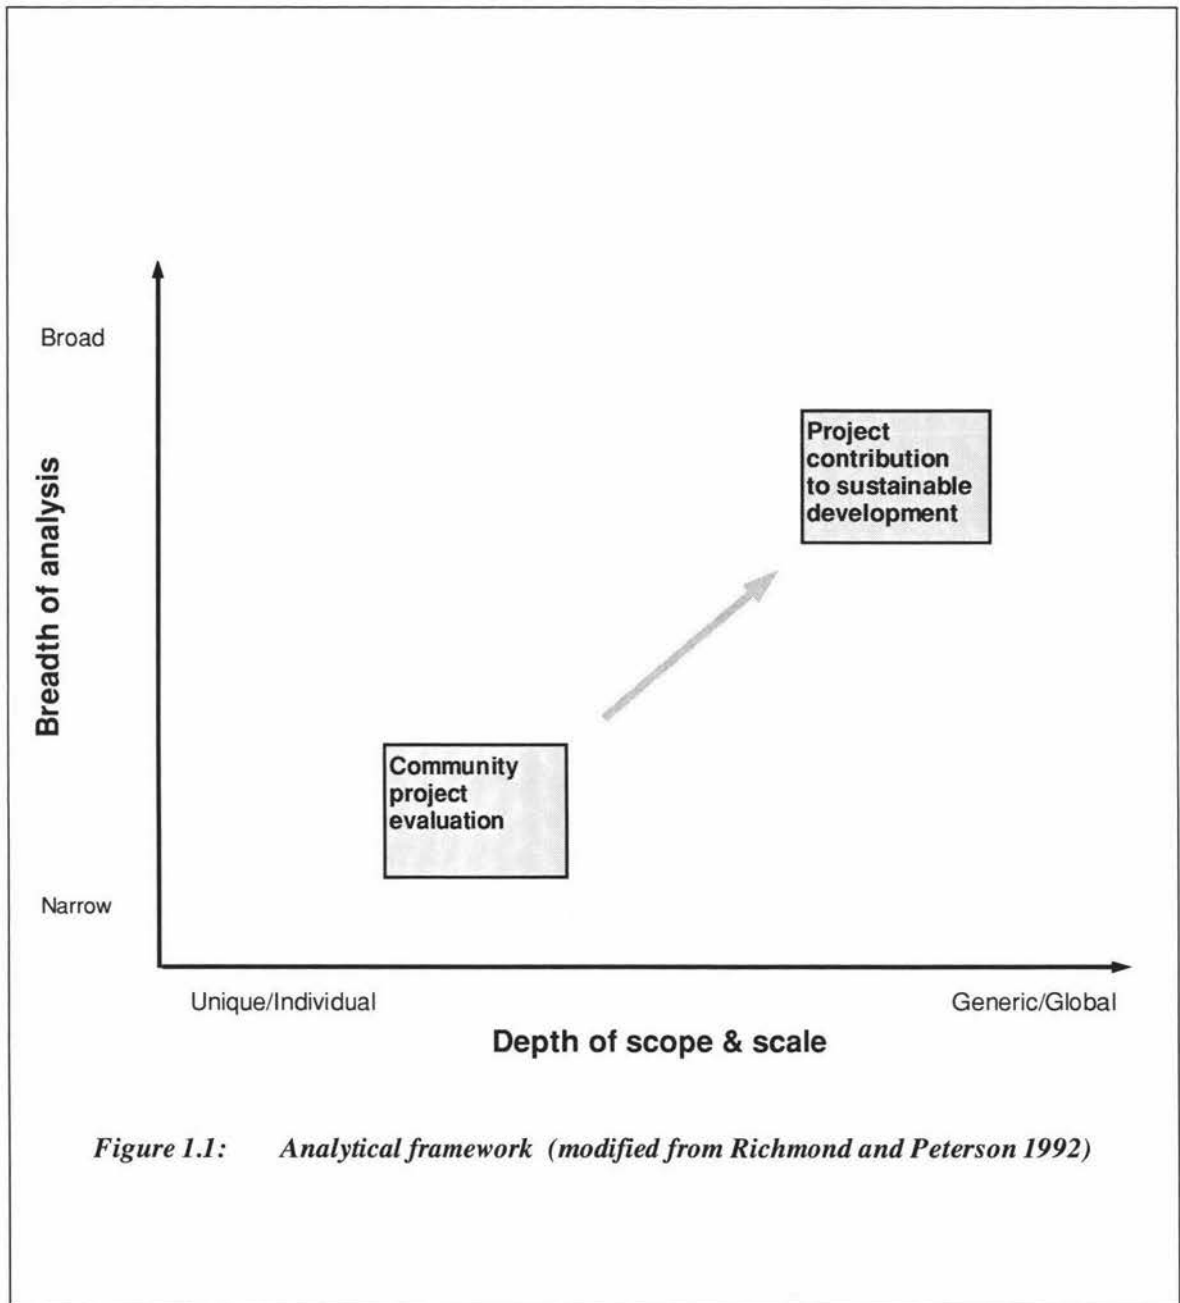 Broad
Breadth of analysis
Project
contribution
to sustainable
development
Community
project
evaluation
Narrow
Unique/Individual
Generic/Global
Depth of scope & scale
Figure 1.1: Analytical framework (modified from Richmond and Peterson 1992)